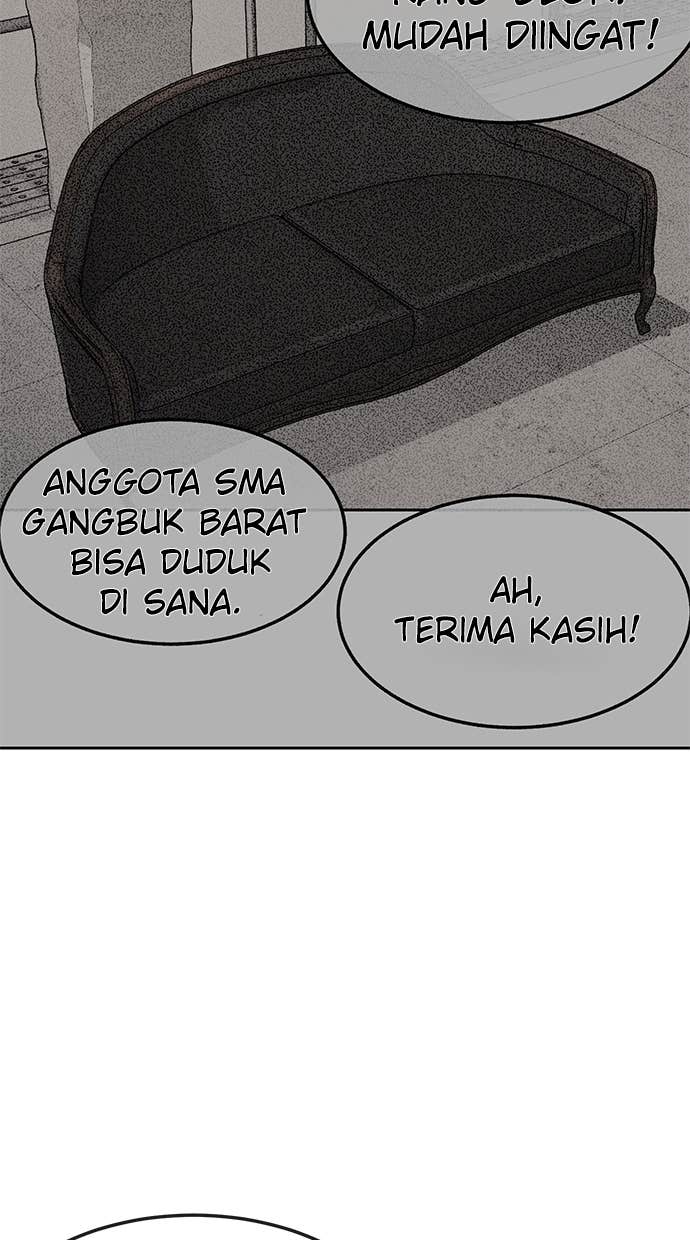 MUDAH DIINGAT!
ANGGOTA SMA
GANGBUK BARAT
BISA DUDUK
DI SANA.
AH,
TERIMA KASIH!